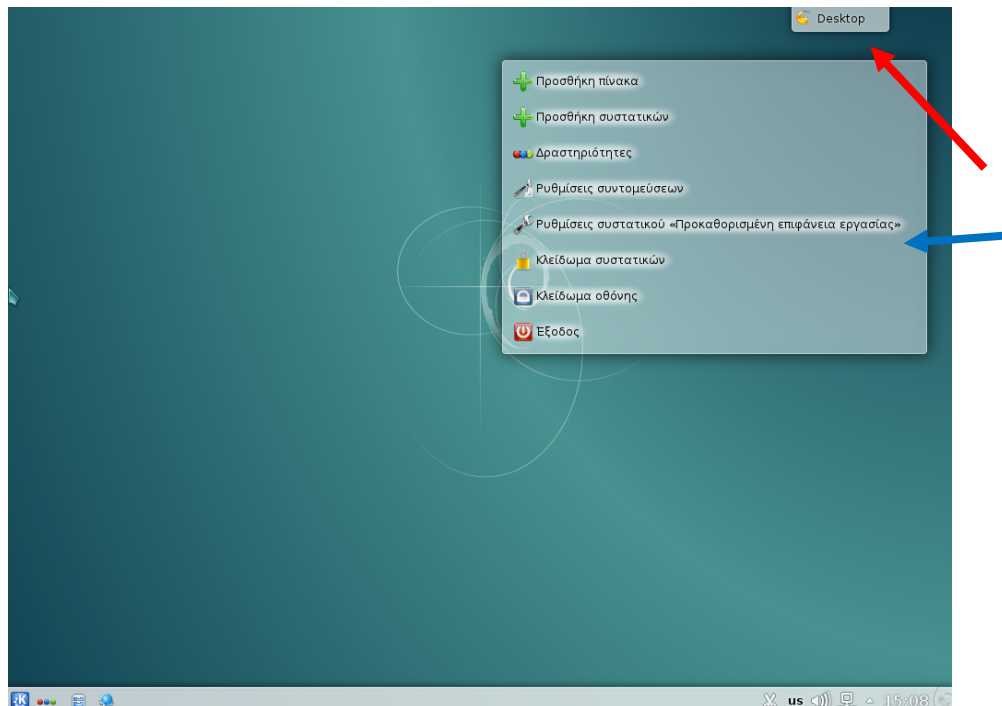 Desktop
Προσθήκη πίνακα
Προσθήκη συστατικών
Δραστηριότητες
Ρυθμίσεις συντομεύσεων
Ρυθμίσεις συστατικού «Προκαθορισμένη επιφάνεια εργασίας»
Κλείδωμα συστατικών
Κλείδωμα οθόνης
Έξοδος
us 15:08